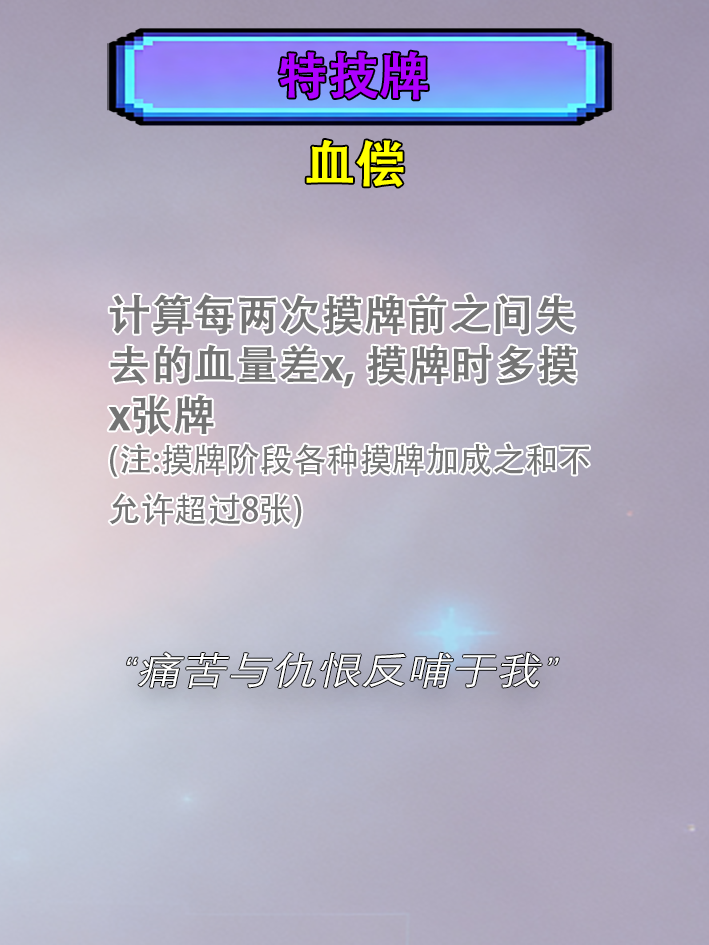 特技牌
血偿
计算每两次摸牌前之间失
去的血量差x, 摸牌时多摸
x张牌
(注:摸牌阶段各种摸牌加成之和不
允许超过8张)
“痛苦与仇恨反哺于我”